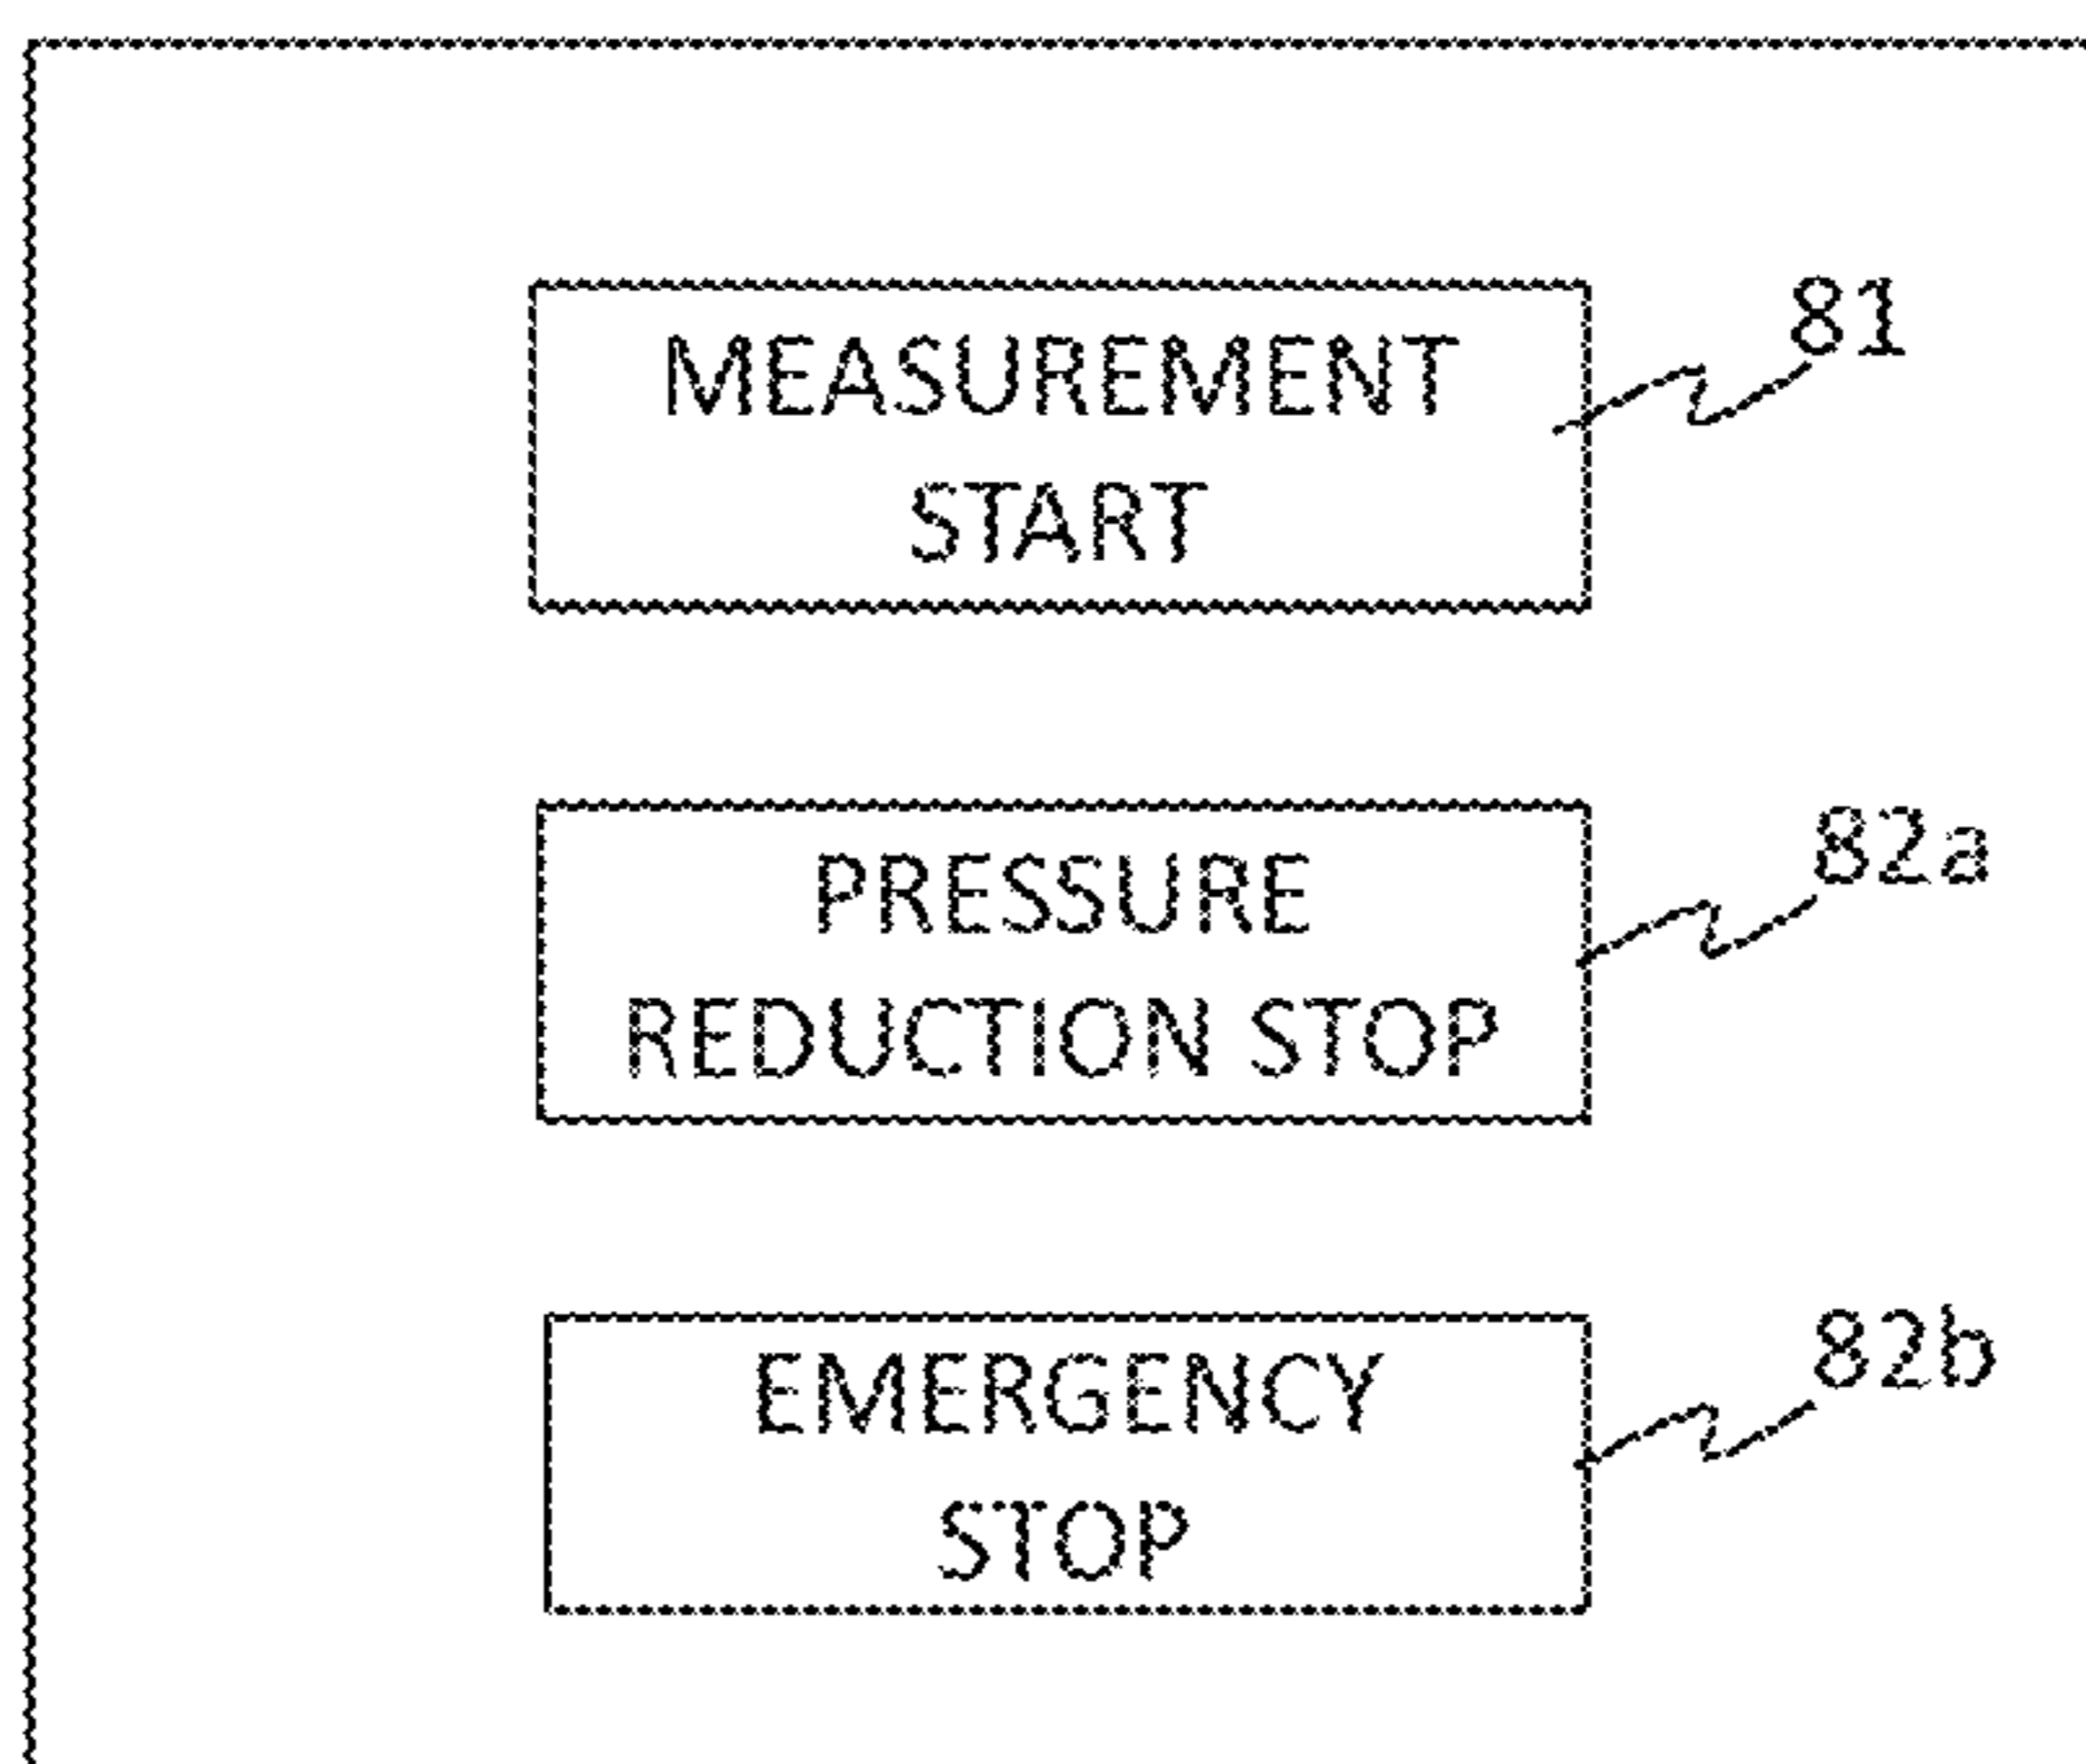 81
MEASUREMENT
START
82a
PRESSURE
REDUCTION STOP
82b
EMERGENCY
STOP